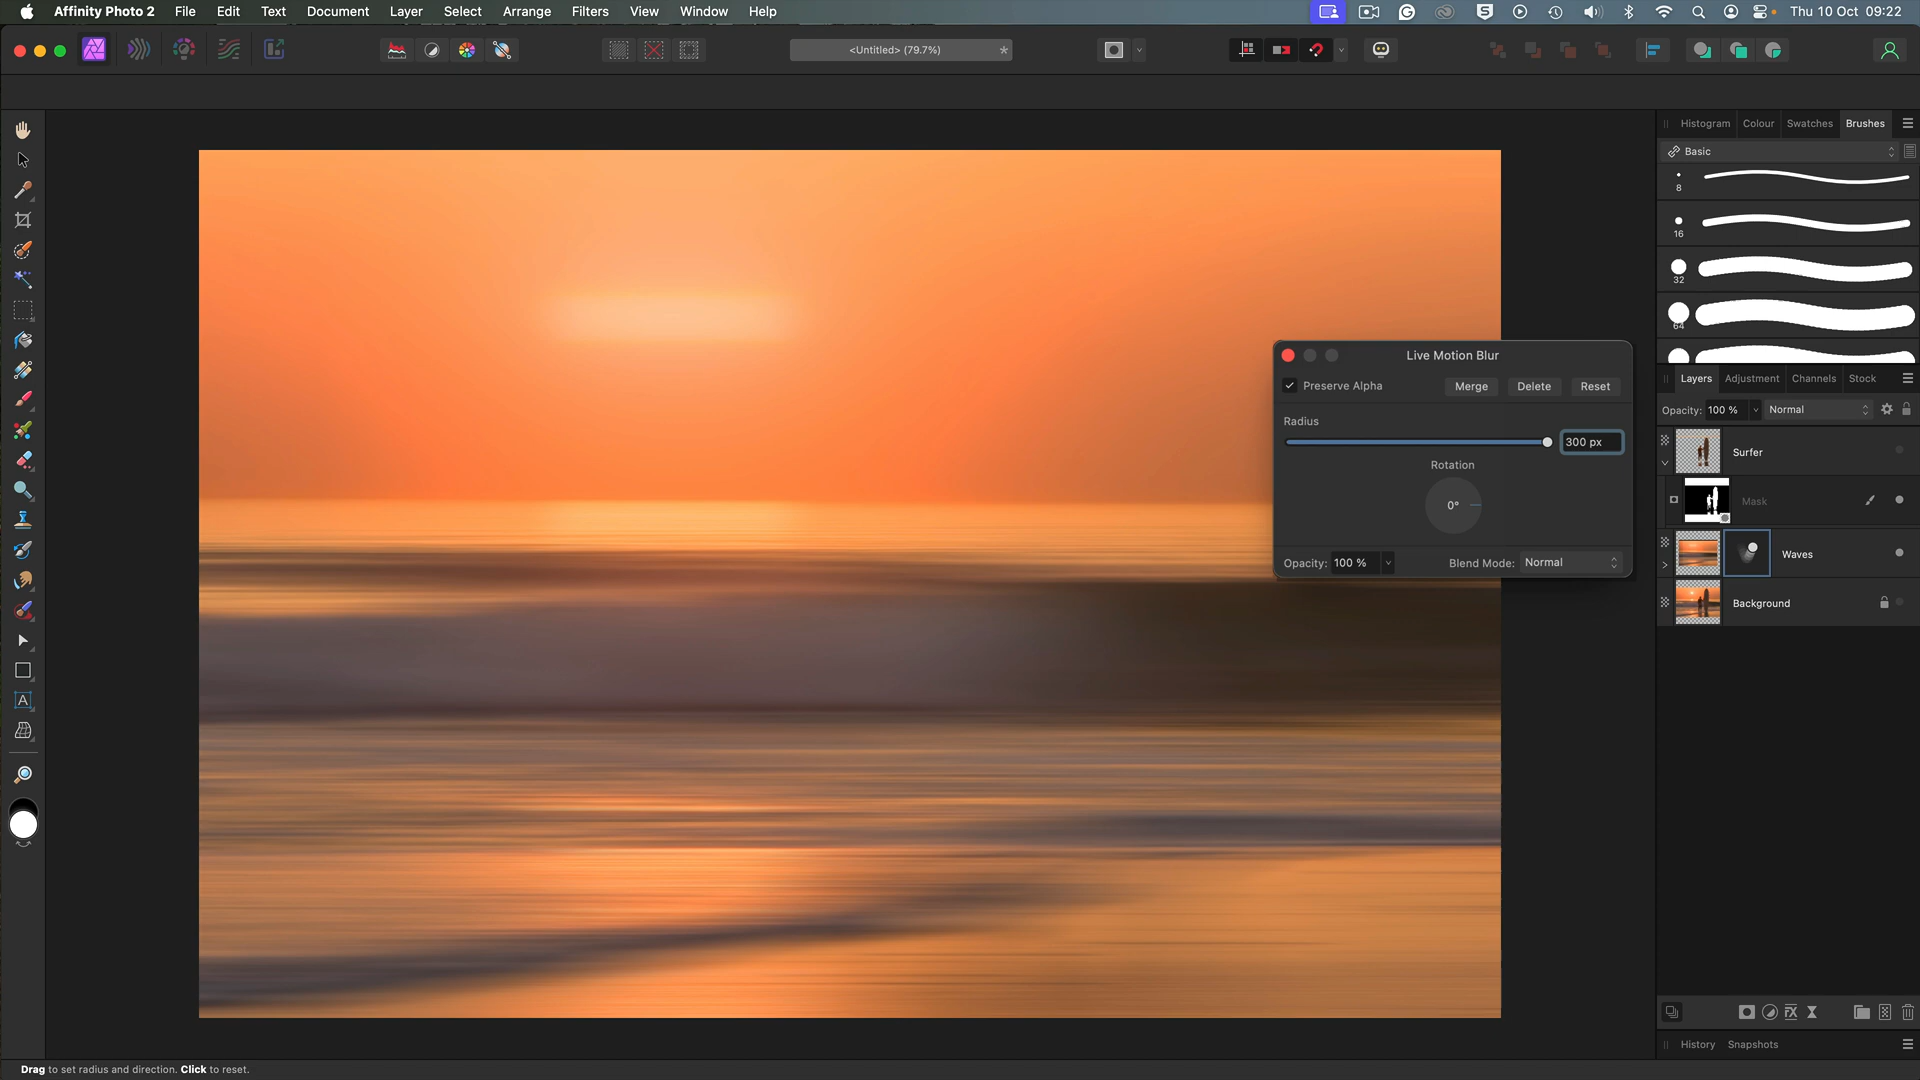 Affinity Photo 2 File Edit Text Document Layer Select Arrange Filters View Window Help Thu 10 Oct 09:22
<Untitled> (79.7%)
Histogram Colour Swatches Brushes
Basic
8
16
32
64
Live Motion Blur
Preserve Alpha Merge Delete Reset
Radius
300 px
Rotation
0°
Opacity: 100 % Blend Mode: Normal
Layers Adjustment Channels Stock
Opacity: 100 % Normal
Surfer
Mask
Waves
Background
History Snapshots
Drag to set radius and direction. Click to reset.